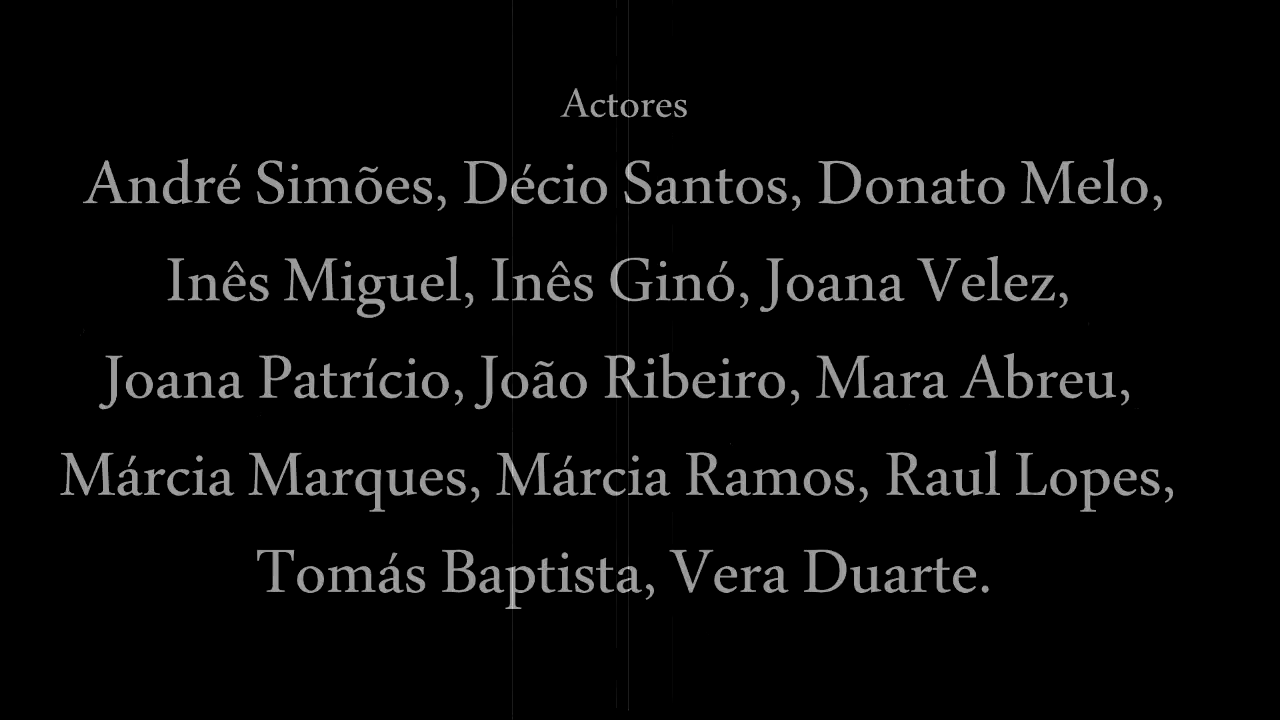 Actores
André Simões, Décio Santos, Donato Melo,
Inês Miguel, Inês Ginó, Joana Velez,
Joana Patrício, João Ribeiro, Mara Abreu,
Márcia Marques, Márcia Ramos, Raul Lopes,
Tomás Baptista, Vera Duarte.